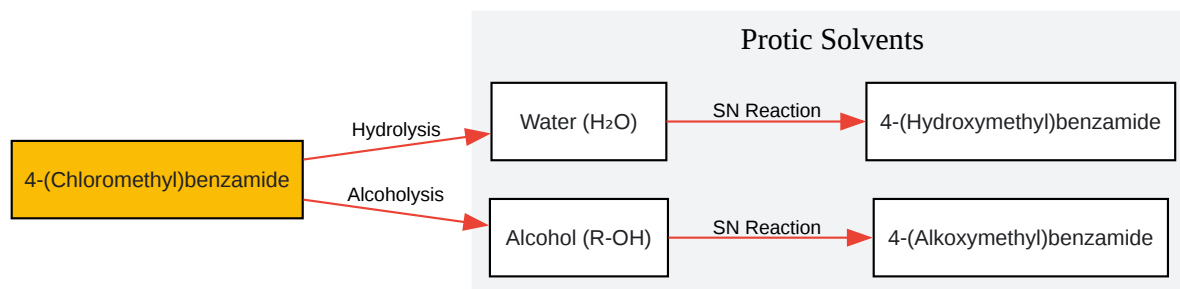 Protic Solvents
4-(Chloromethyl)benzamide
Hydrolysis
Water (H₂O)
SN Reaction
4-(Hydroxymethyl)benzamide
Alcoholysis
Alcohol (R-OH)
SN Reaction
4-(Alkoxymethyl)benzamide